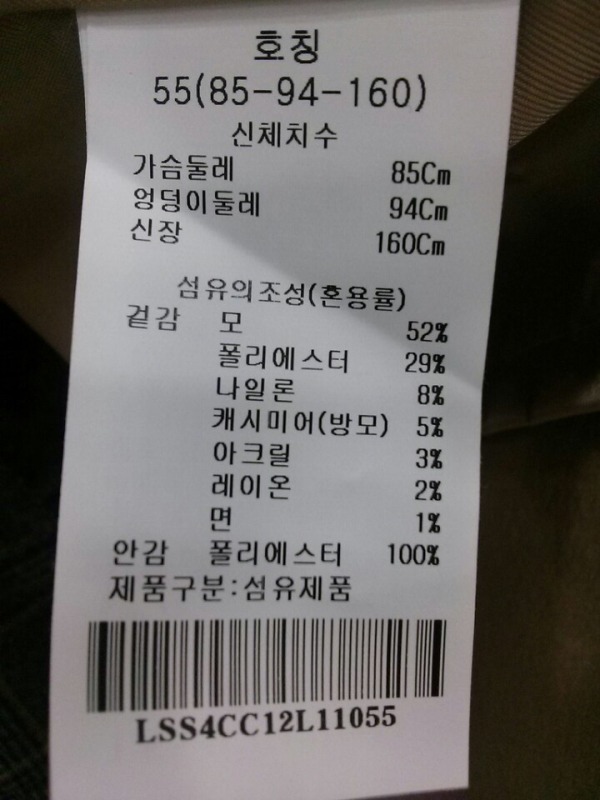 호칭
55(85-94-160)
신체치수
가슴둘레 85Cm
엉덩이둘레 94Cm
신장 160Cm
섬유의조성(혼용률)
겉감 모 52%
폴리에스터 29%
나일론 8%
캐시미어(방모) 5%
아크릴 3%
레이온 2%
면 1%
안감 폴리에스터 100%
제품구분:섬유제품
LSS4CC12L11055